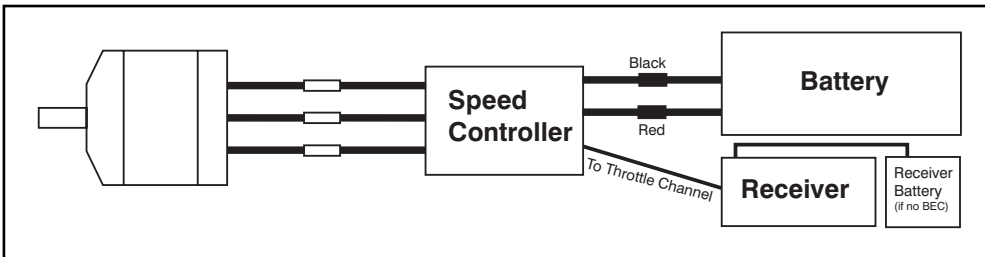 Black
Battery
Speed
Controller
Red
To Throttle Channel
Receiver
Receiver
Battery
(if no BEC)